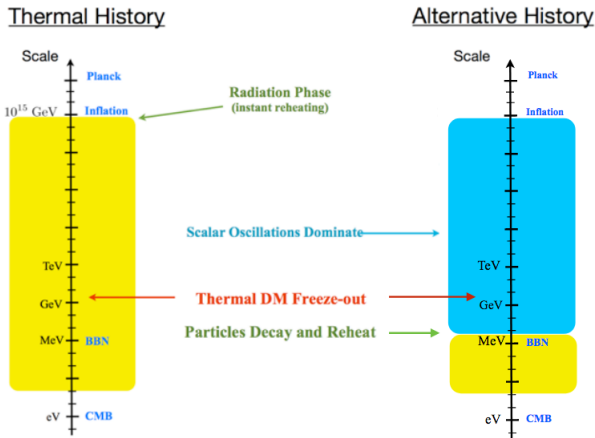 Thermal History
Alternative History
Scale
Scale
Planck
Planck
10¹⁵ GeV
Inflation
Inflation
Radiation Phase
(instant reheating)
Scalar Oscillations Dominate
TeV
TeV
Thermal DM Freeze-out
GeV
GeV
Particles Decay and Reheat
MeV
BBN
MeV
BBN
eV
CMB
eV
CMB